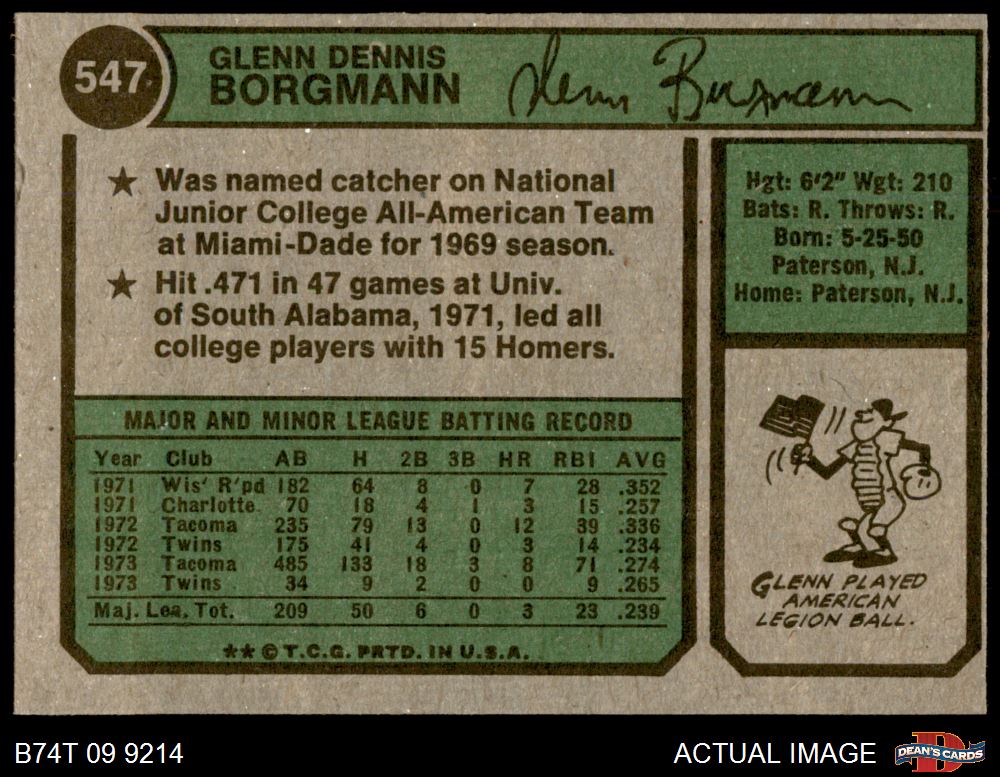 547
GLENN DENNIS
BORGMANN
Glenn Borgmann
★ Was named catcher on National
Junior College All-American Team
at Miami-Dade for 1969 season.
★ Hit .471 in 47 games at Univ.
of South Alabama, 1971, led all
college players with 15 Homers.
Hgt: 6'2" Wgt: 210
Bats: R. Throws: R.
Born: 5-25-50
Paterson, N.J.
Home: Paterson, N.J.
MAJOR AND MINOR LEAGUE BATTING RECORD
Year Club AB H 2B 3B HR RBI AVG
1971 Wis' R'pd 182 64 8 0 7 28 .352
1971 Charlotte 70 18 4 1 3 15 .257
1972 Tacoma 235 79 13 0 12 39 .336
1972 Twins 175 41 4 0 3 14 .234
1973 Tacoma 485 133 18 3 8 71 .274
1973 Twins 34 9 2 0 0 9 .265
Maj. Lea. Tot. 209 50 6 0 3 23 .239
★★ © T.C.G. PRTD. IN U.S.A.
GLENN PLAYED
AMERICAN
LEGION BALL.
B74T 09 9214
ACTUAL IMAGE
DEAN'S CARDS